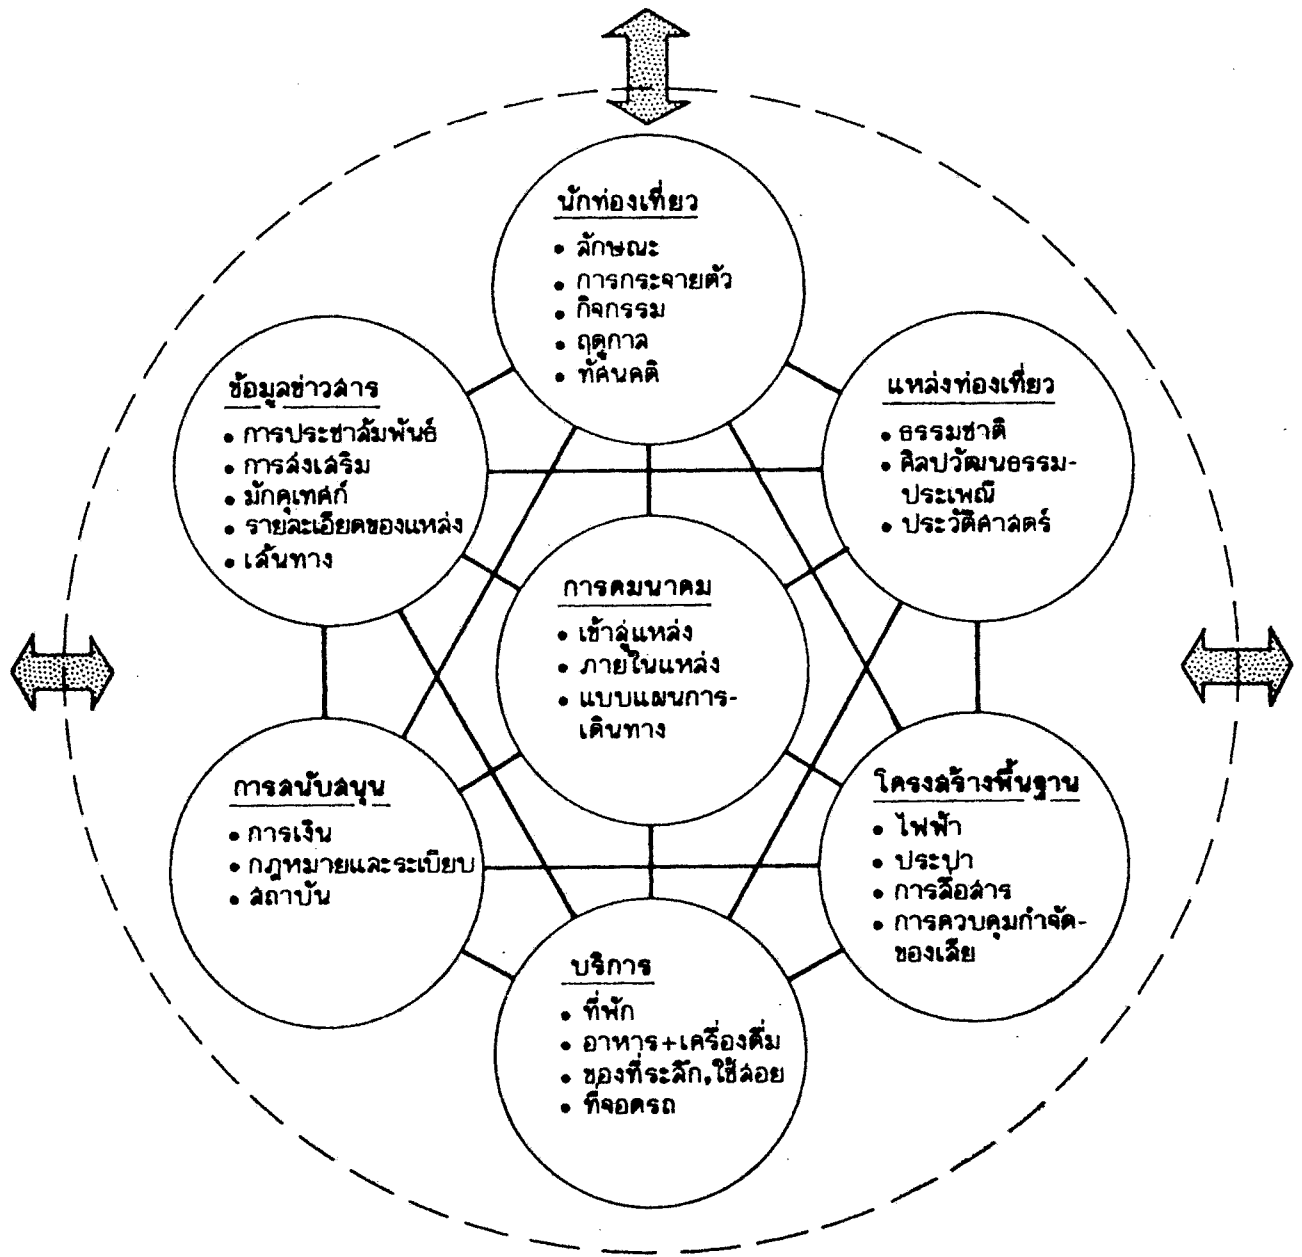 นักท่องเที่ยว
• ลักษณะ
• การกระจายตัว
• กิจกรรม
• ฤดูกาล
• ทัศนคติ
ข้อมูลข่าวสาร
• การประชาสัมพันธ์
• การส่งเสริม
• มัคคุเทศก์
• รายละเอียดของแหล่ง
• เส้นทาง
แหล่งท่องเที่ยว
• ธรรมชาติ
• ศิลปวัฒนธรรม-
ประเพณี
• ประวัติศาสตร์
การคมนาคม
• เข้าสู่แหล่ง
• ภายในแหล่ง
• แบบแผนการ-
เดินทาง
การสนับสนุน
• การเงิน
• กฎหมายและระเบียบ
• สถาบัน
โครงสร้างพื้นฐาน
• ไฟฟ้า
• ประปา
• การสื่อสาร
• การควบคุมกำจัด-
ของเสีย
บริการ
• ที่พัก
• อาหาร+เครื่องดื่ม
• ของที่ระลึก,ใช้สอย
• ที่จอดรถ